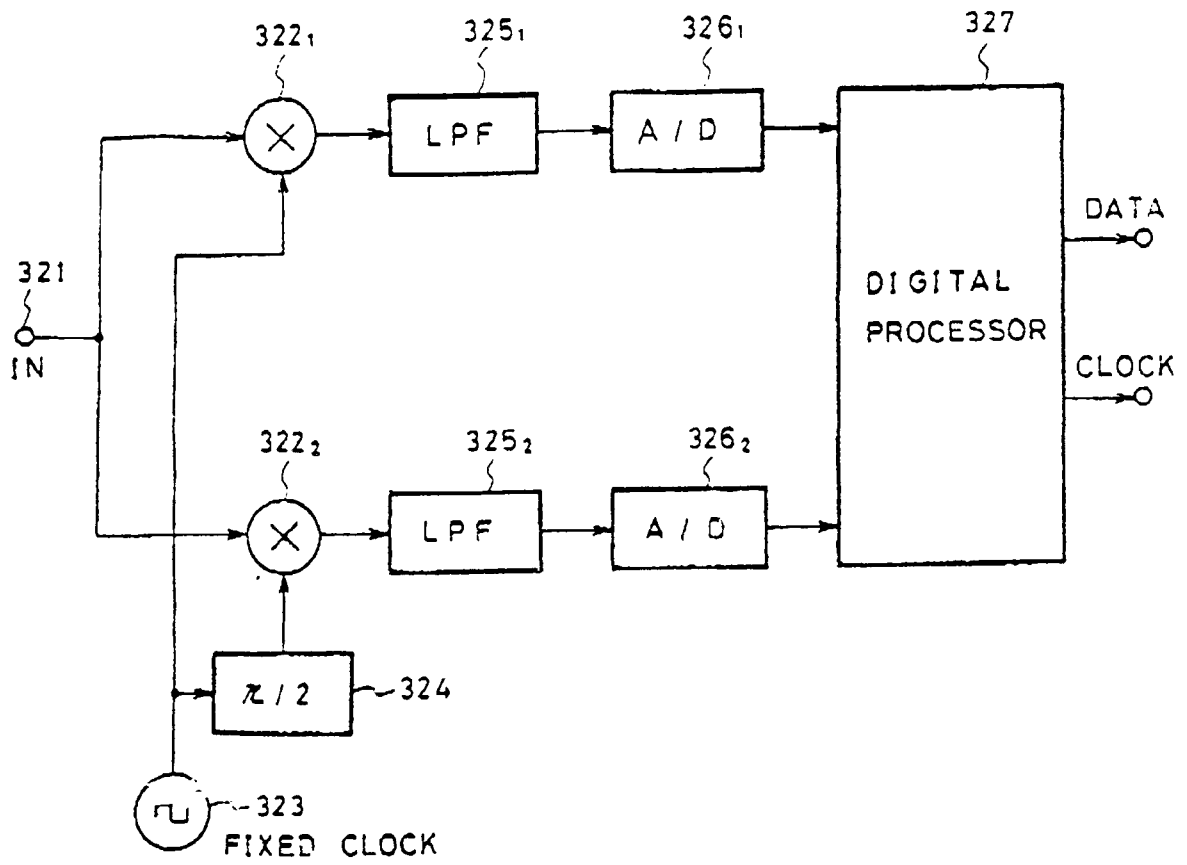 322₁
325₁
326₁
327
×
LPF
A/D
321
IN
DIGITAL
PROCESSOR
DATA
CLOCK
322₂
325₂
326₂
×
LPF
A/D
π/2
324
323
FIXED CLOCK